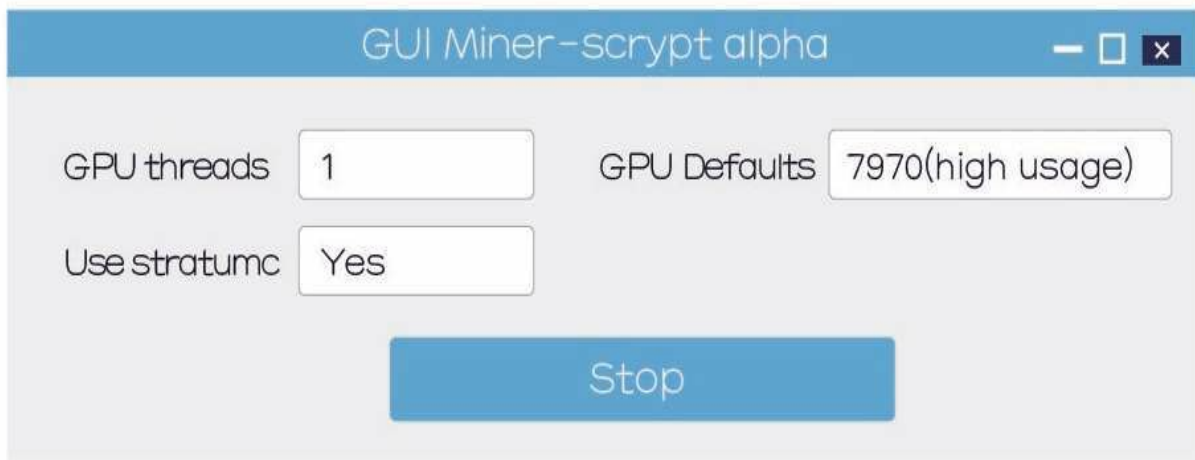 GUI Miner-scrypt alpha
GPU threads 1 GPU Defaults 7970(high usage)
Use stratumc Yes
Stop